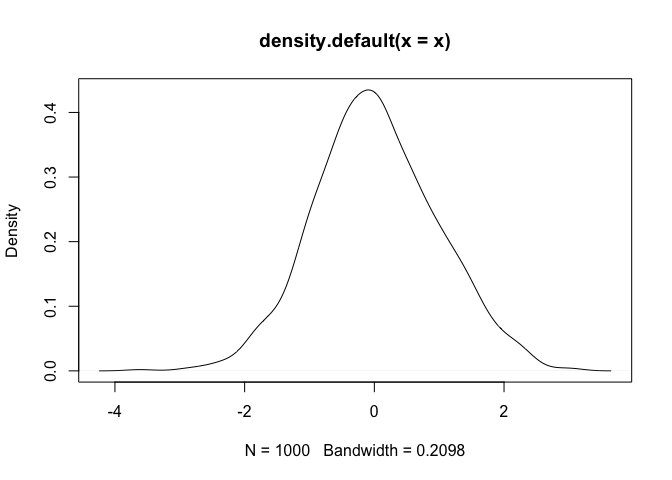 density.default(x = x)
Density
0.0
0.1
0.2
0.3
0.4
-4 -2 0 2
N = 1000 Bandwidth = 0.2098